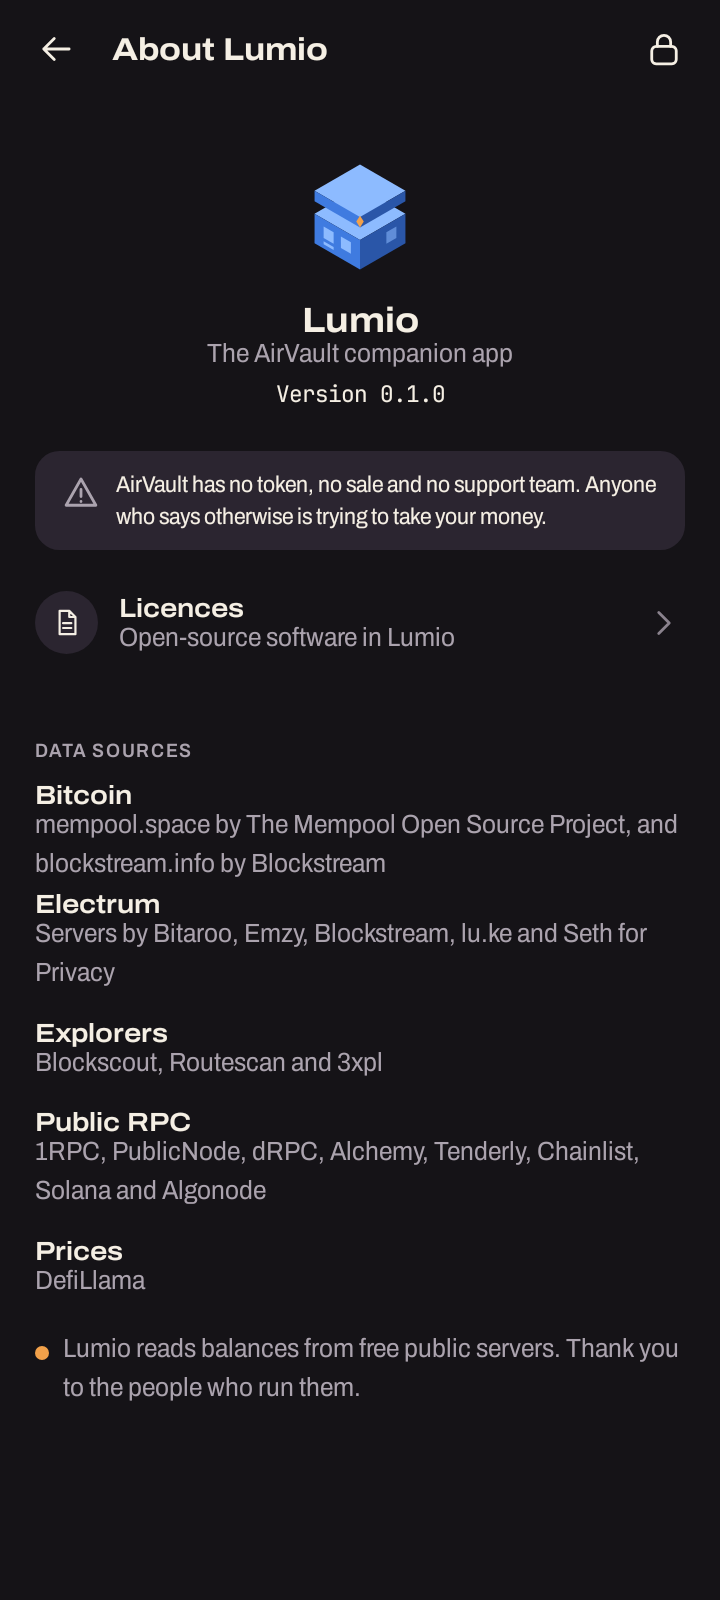 About Lumio
Lumio
The AirVault companion app
Version 0.1.0
AirVault has no token, no sale and no support team. Anyone
who says otherwise is trying to take your money.
Licences
Open-source software in Lumio
DATA SOURCES
Bitcoin
mempool.space by The Mempool Open Source Project, and
blockstream.info by Blockstream
Electrum
Servers by Bitaroo, Emzy, Blockstream, lu.ke and Seth for
Privacy
Explorers
Blockscout, Routescan and 3xpl
Public RPC
1RPC, PublicNode, dRPC, Alchemy, Tenderly, Chainlist,
Solana and Algonode
Prices
DefiLlama
Lumio reads balances from free public servers. Thank you
to the people who run them.